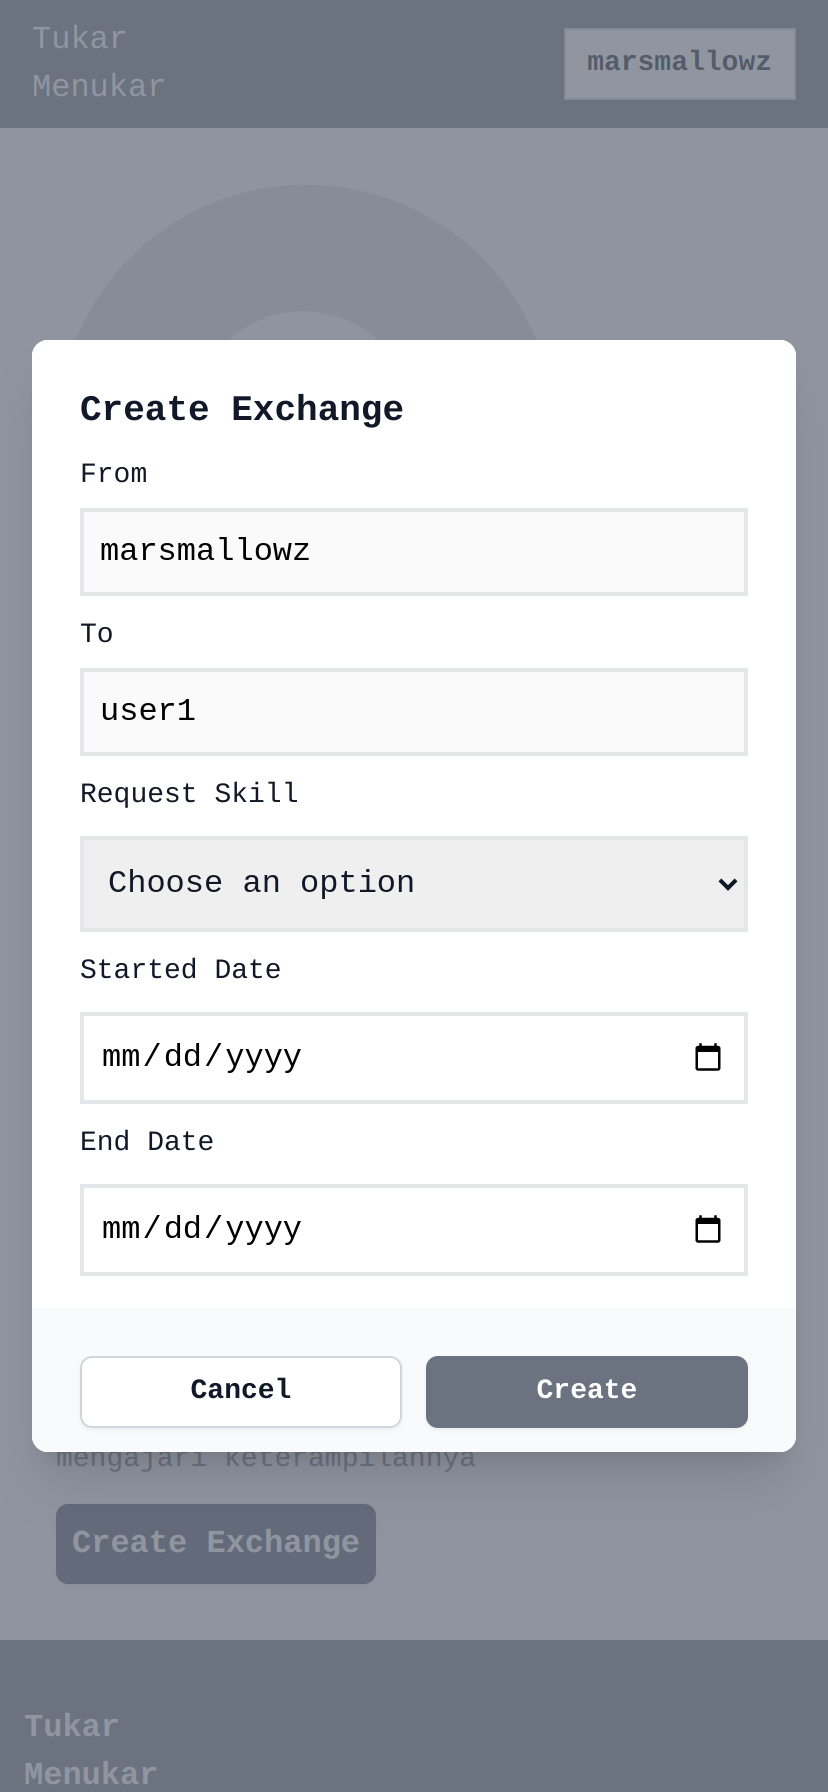 Tukar
Menukar
marsmallowz
Create Exchange
From
marsmallowz
To
user1
Request Skill
Choose an option
Started Date
mm/dd/yyyy
End Date
mm/dd/yyyy
Cancel
Create
mengajari keterampilannya
Create Exchange
Tukar
Menukar